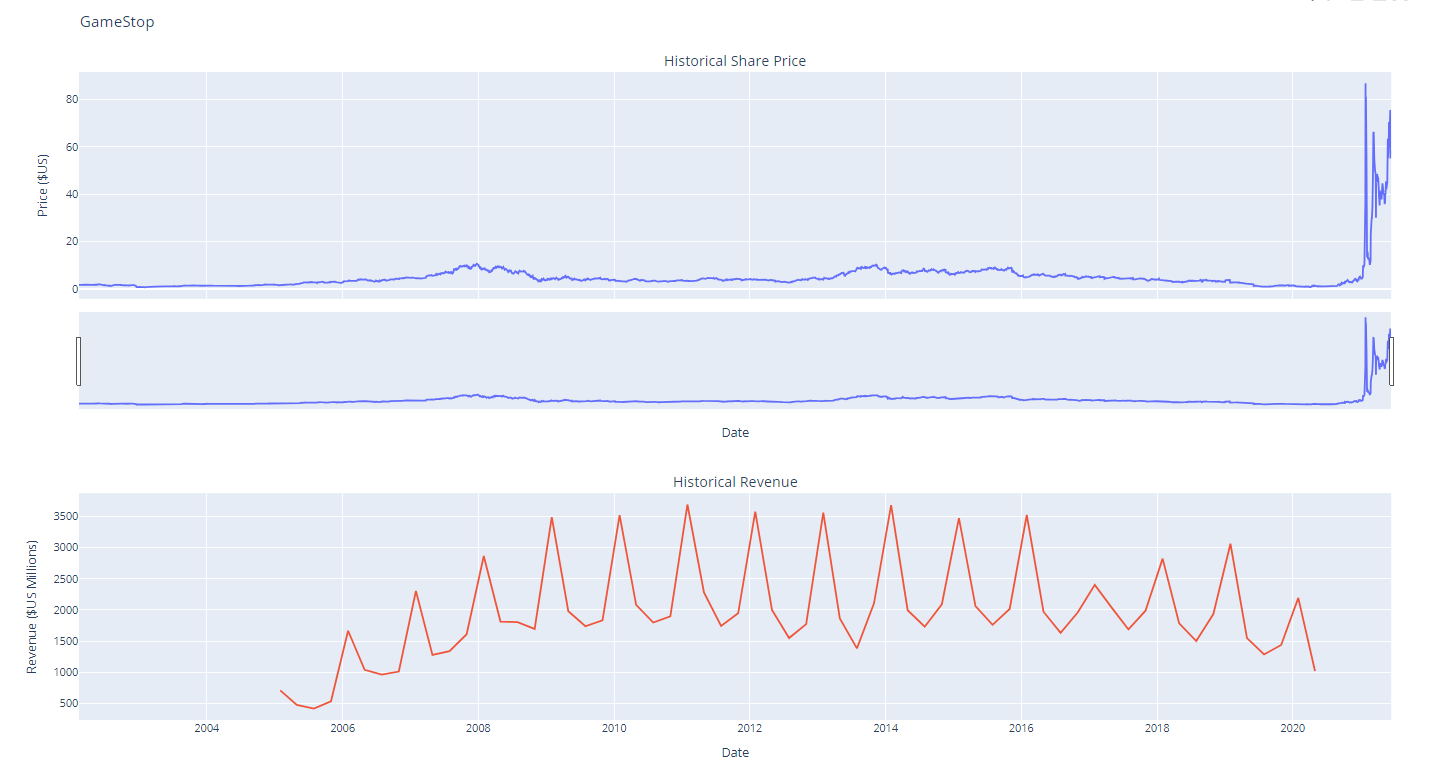 GameStop
Historical Share Price
Price ($US)
80
60
40
20
0
Date
Historical Revenue
Revenue ($US Millions)
3500
3000
2500
2000
1500
1000
500
2004 2006 2008 2010 2012 2014 2016 2018 2020
Date